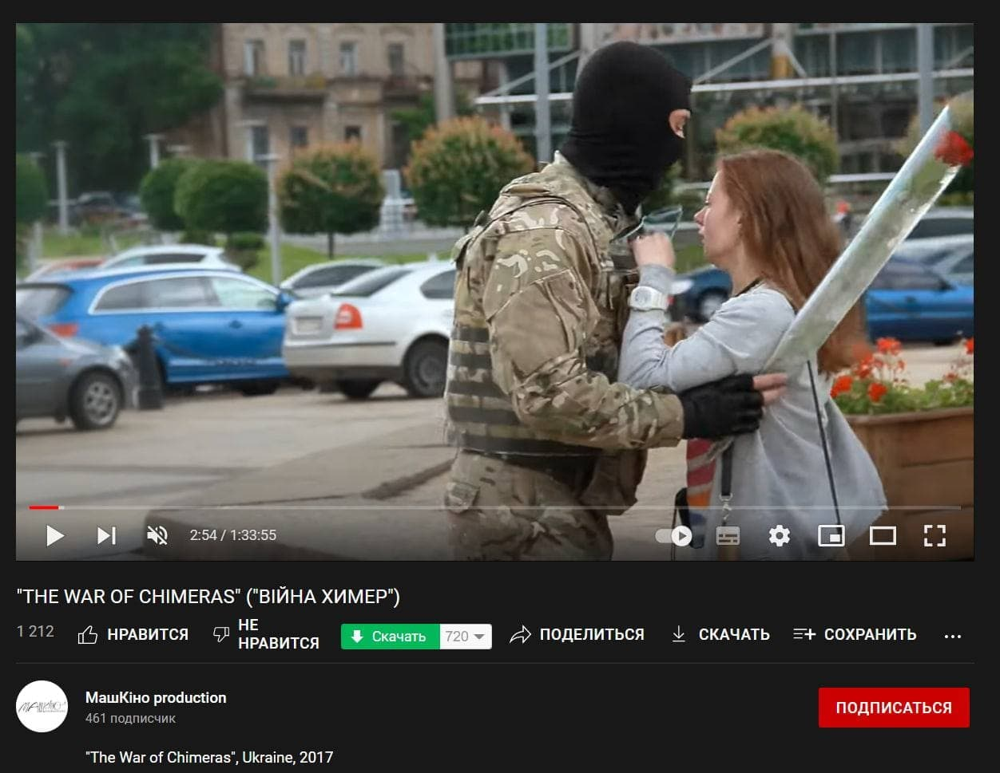 2:54 / 1:33:55
"THE WAR OF CHIMERAS" ("ВІЙНА ХИМЕР")
1 212 НРАВИТСЯ НЕ НРАВИТСЯ Скачать 720 ПОДЕЛИТЬСЯ СКАЧАТЬ СОХРАНИТЬ ...
МашКіно production
461 подписчик
ПОДПИСАТЬСЯ
"The War of Chimeras", Ukraine, 2017